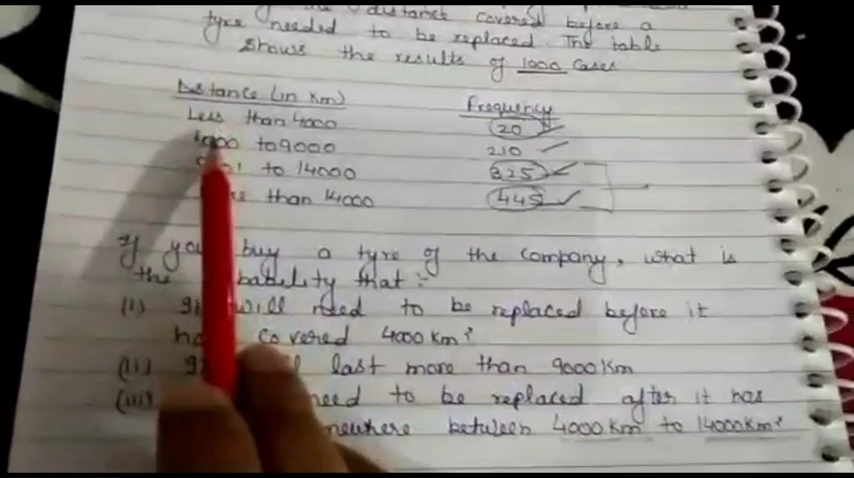 the distance covered before a
tyre needed to be replaced. The table
shows the results of 1000 cases
Distance (in km) Frequency
Less than 4000 20
4000 to 9000 210
to 14000 325
than 14000 445
If you buy a tyre of the company, what is
the that :-
(i) will need to be replaced before it
covered 4000 km?
(ii) last more than 9000 km
(iii) need to be replaced after it has
between 4000 km to 14000 km?